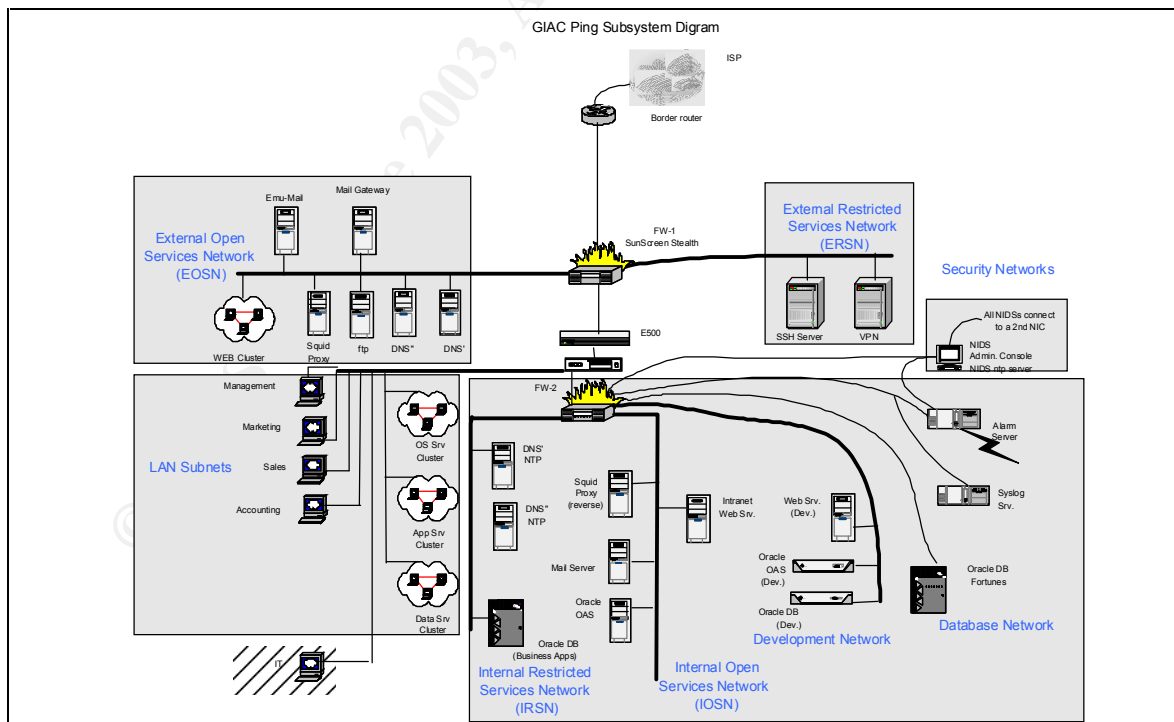 GIAC Ping Subsystem Digram
ISP
Border router
Emu-Mail
Mail Gateway
External Open
Services Network
(EOSN)
WEB Cluster
Squid
Proxy
ftp
DNS"
DNS'
FW-1
SunScreen Stealth
External Restricted
Services Network
(ERSN)
SSH Server
VPN
Security Networks
All NIDSs connect
to a 2nd NIC
NIDS
Admin. Console
NIDS ntp server
E500
FW-2
Management
Marketing
Sales
Accounting
LAN Subnets
OS Srv
Cluster
App Srv
Cluster
Data Srv
Cluster
IT
DNS'
NTP
DNS"
NTP
Oracle DB
(Business Apps)
Internal Restricted
Services Network
(IRSN)
Squid
Proxy
(reverse)
Mail Server
Oracle
OAS
Intranet
Web Srv.
Internal Open
Services Network
(IOSN)
Web Srv.
(Dev.)
Oracle
OAS
(Dev.)
Oracle DB
(Dev.)
Development Network
Alarm
Server
Syslog
Srv.
Oracle DB
Fortunes
Database Network
2003,